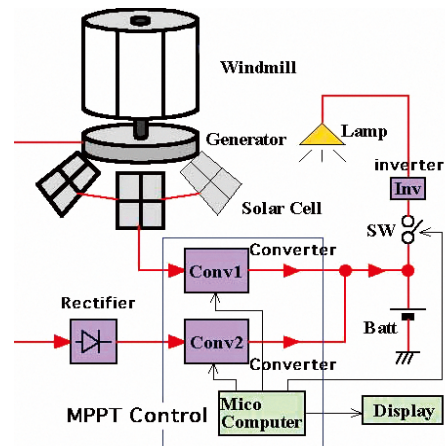 Windmill
Generator
Lamp
Solar Cell
inverter
Inv
SW
Converter
Conv1
Rectifier
Batt
Conv2
Converter
MPPT Control
Mico
Computer
Display